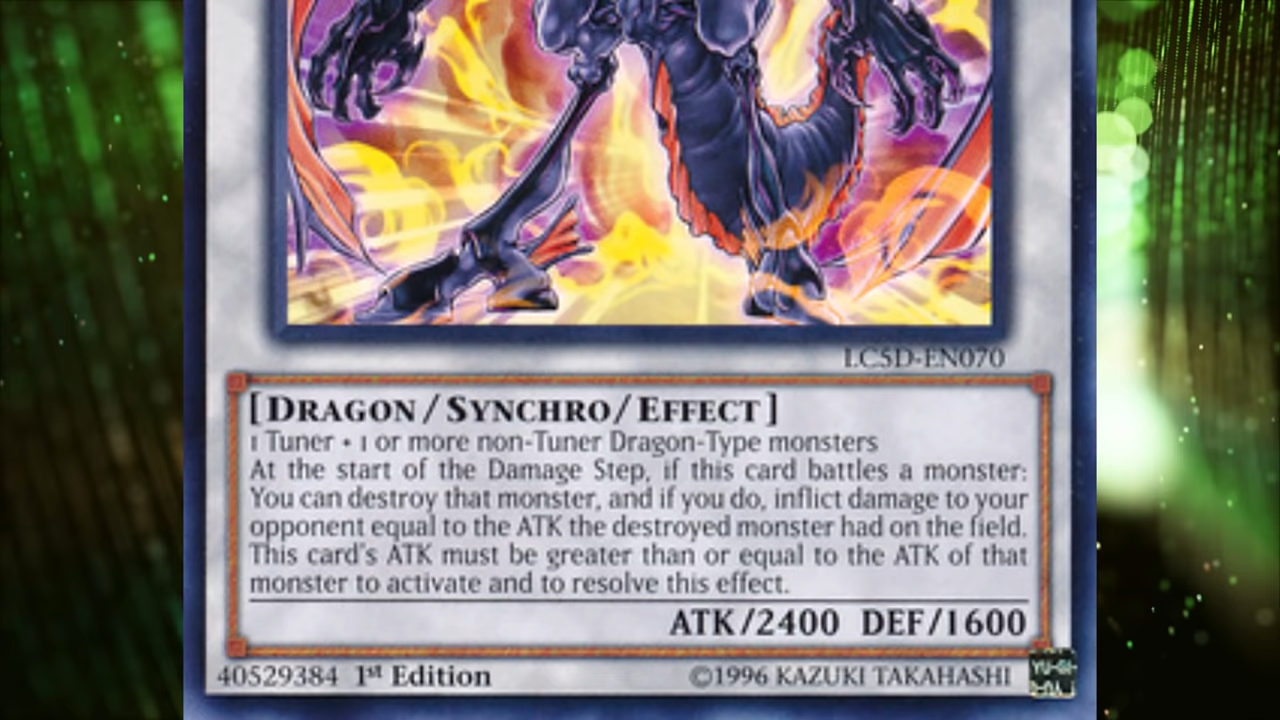 LC5D-EN070
[DRAGON/SYNCHRO/EFFECT]
1 Tuner + 1 or more non-Tuner Dragon-Type monsters
At the start of the Damage Step, if this card battles a monster:
You can destroy that monster, and if you do, inflict damage to your
opponent equal to the ATK the destroyed monster had on the field.
This card's ATK must be greater than or equal to the ATK of that
monster to activate and to resolve this effect.
ATK/2400 DEF/1600
40529384 1st Edition ©1996 KAZUKI TAKAHASHI